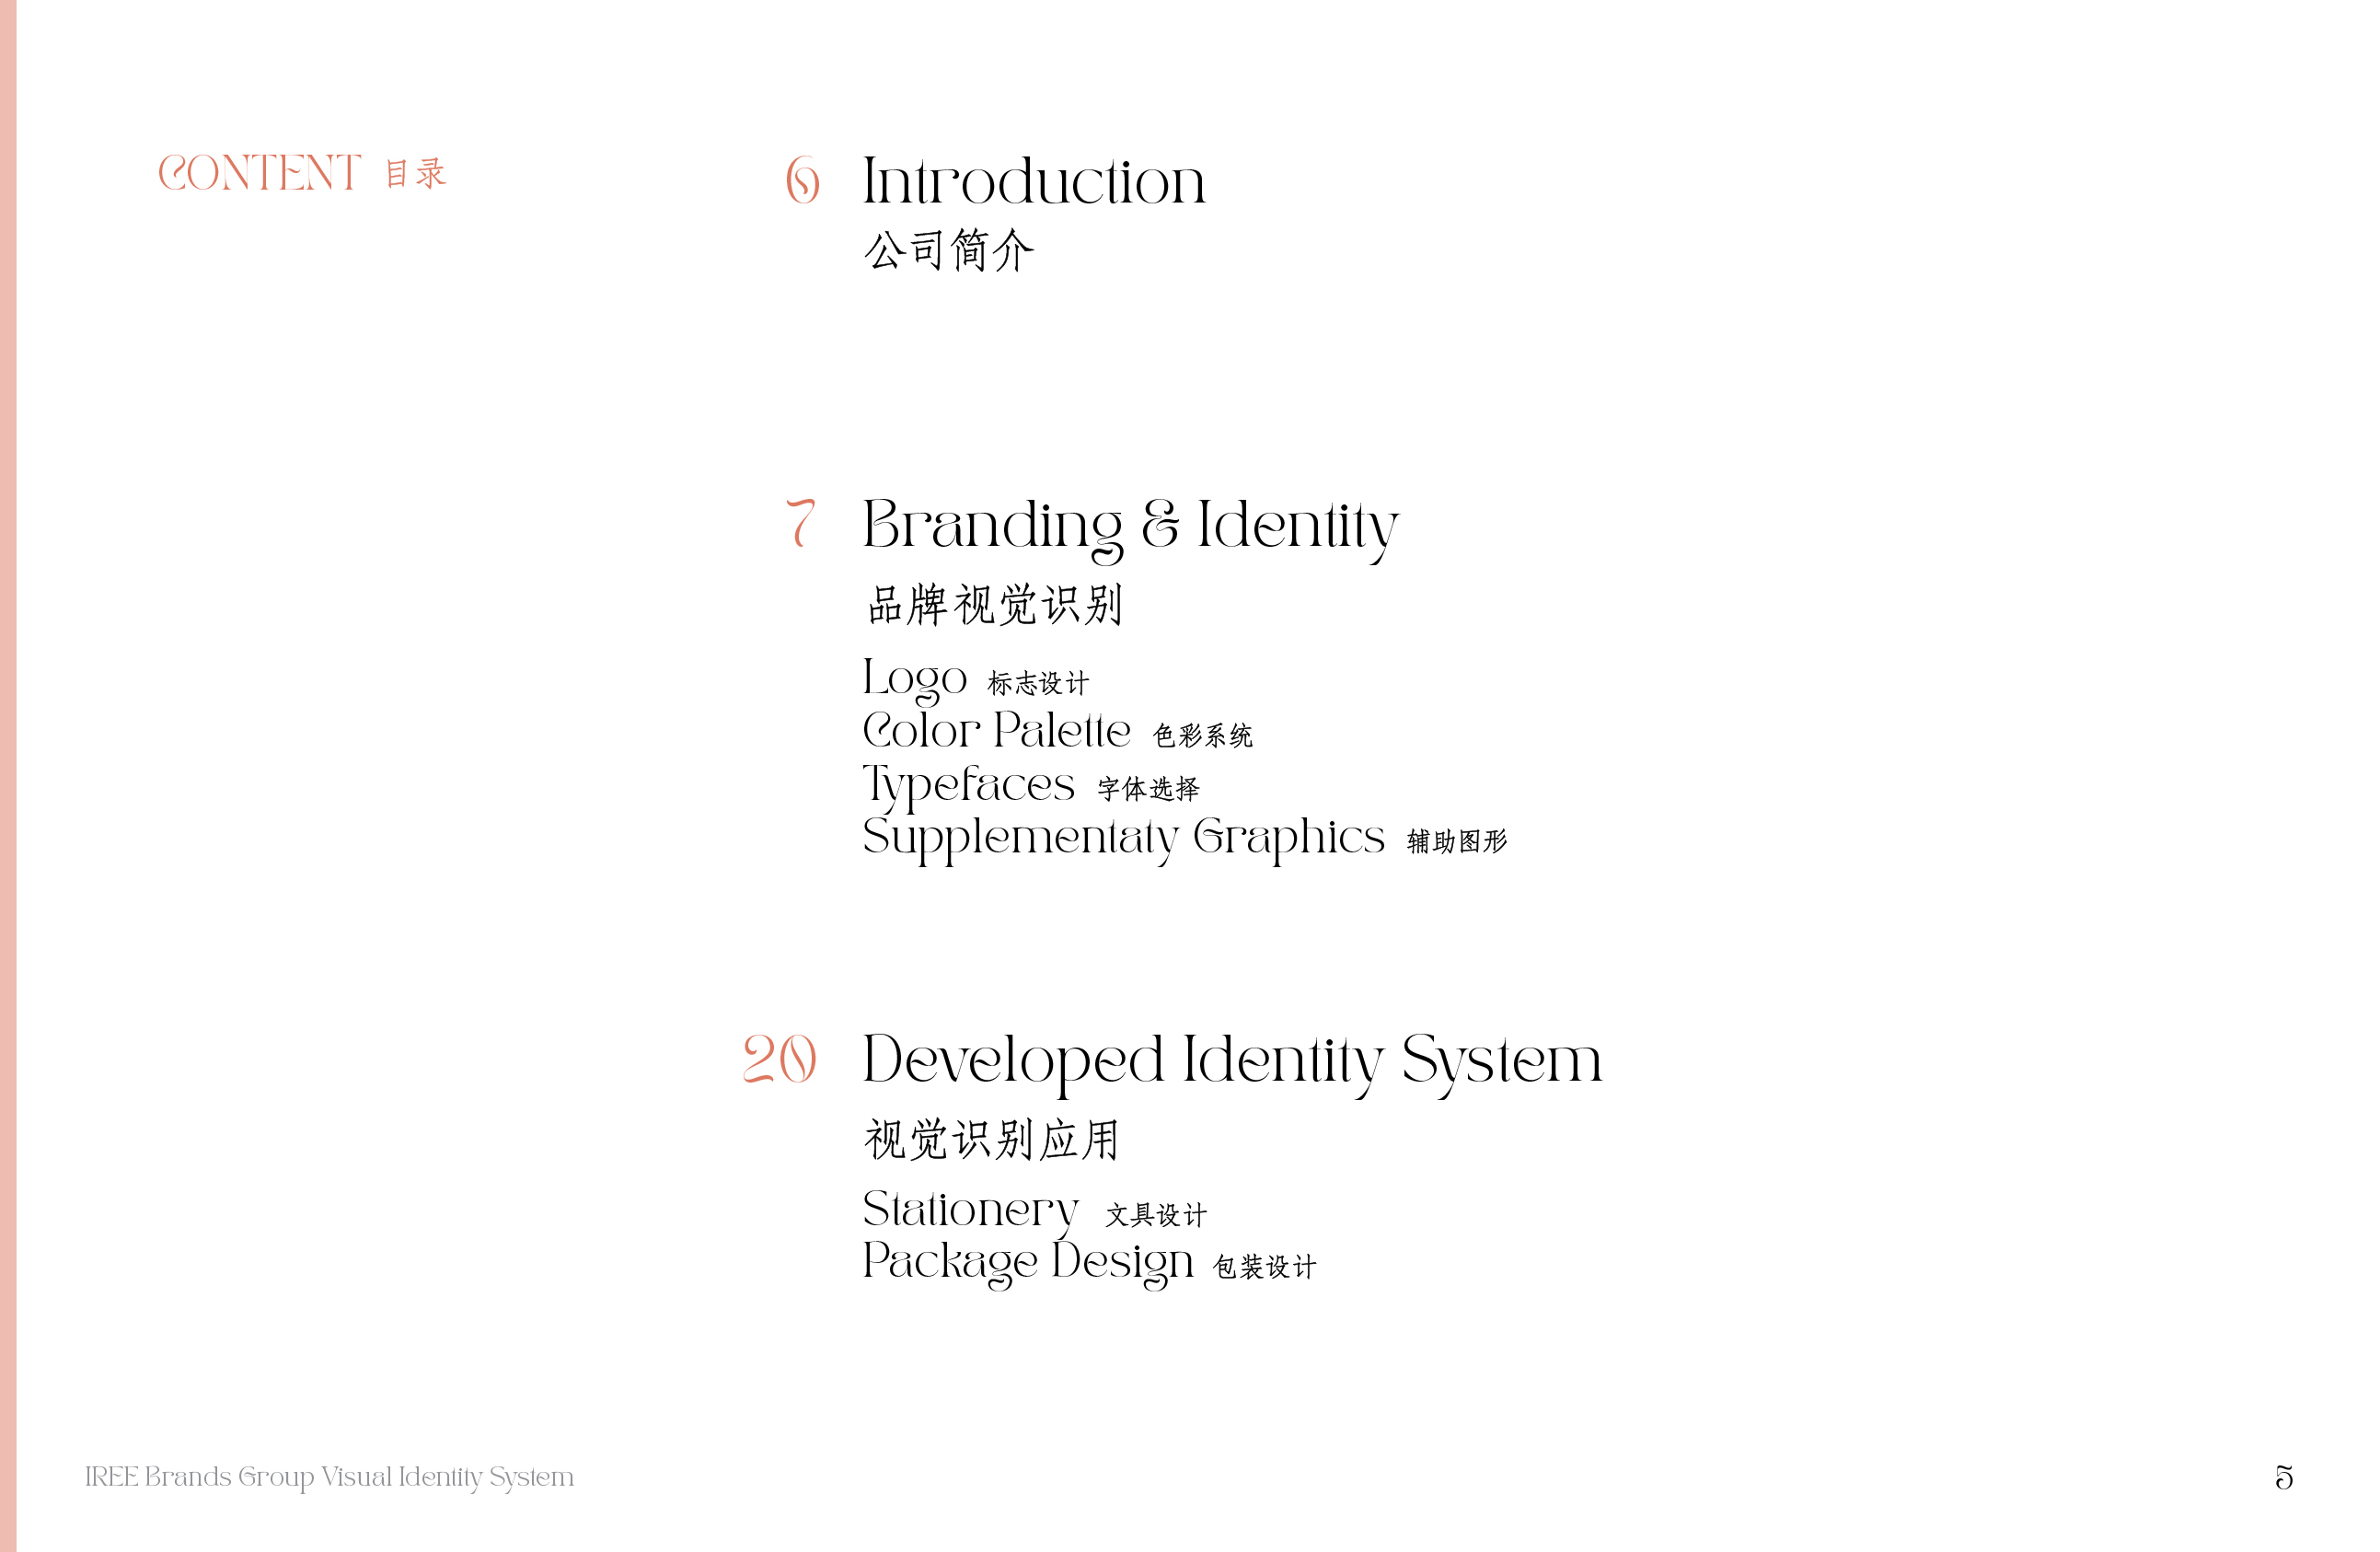 CONTENT 目录
6 Introduction
公司简介
7 Branding & Identity
品牌视觉识别
Logo 标志设计
Color Palette 色彩系统
Typefaces 字体选择
Supplementaty Graphics 辅助图形
20 Developed Identity System
视觉识别应用
Stationery 文具设计
Package Design 包装设计
IREE Brands Group Visual Identity System
5